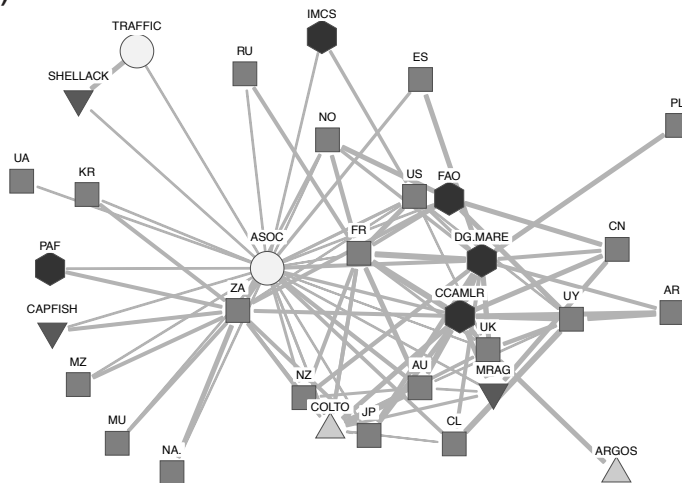 )
IMCS
TRAFFIC
RU
ES
SHELLACK
PL
NO
UA
KR
US
FAO
ASOC
FR
DG.MARE
CN
PAF
ZA
CCAMLR
UY
AR
CAPFISH
UK
MZ
NZ
AU
MRAG
COLTO
JP
MU
CL
NA.
ARGOS